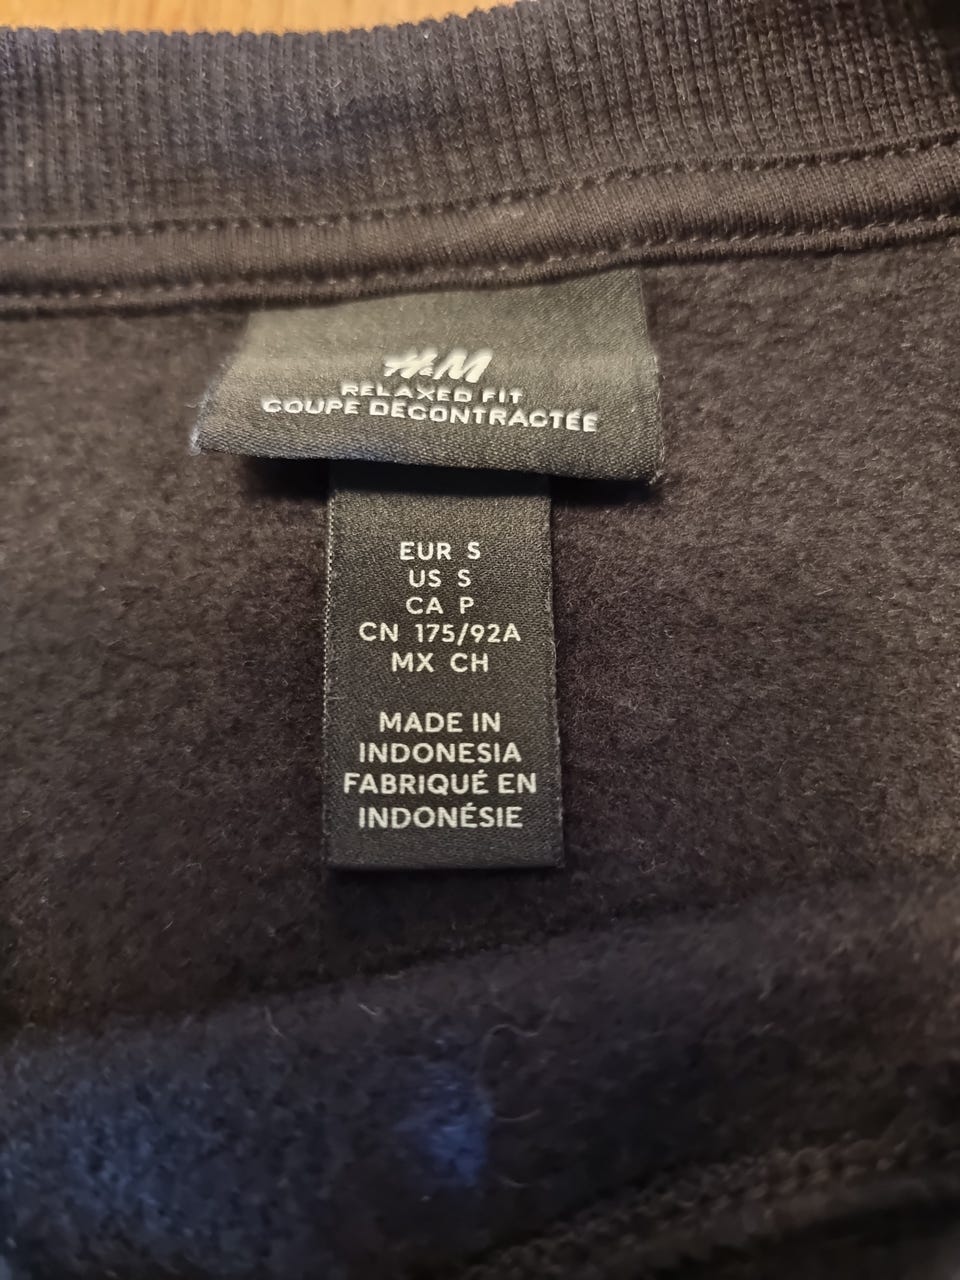 H&M
RELAXED FIT
COUPE DÉCONTRACTÉE
EUR S
US S
CA P
CN 175/92A
MX CH
MADE IN
INDONESIA
FABRIQUÉ EN
INDONÉSIE